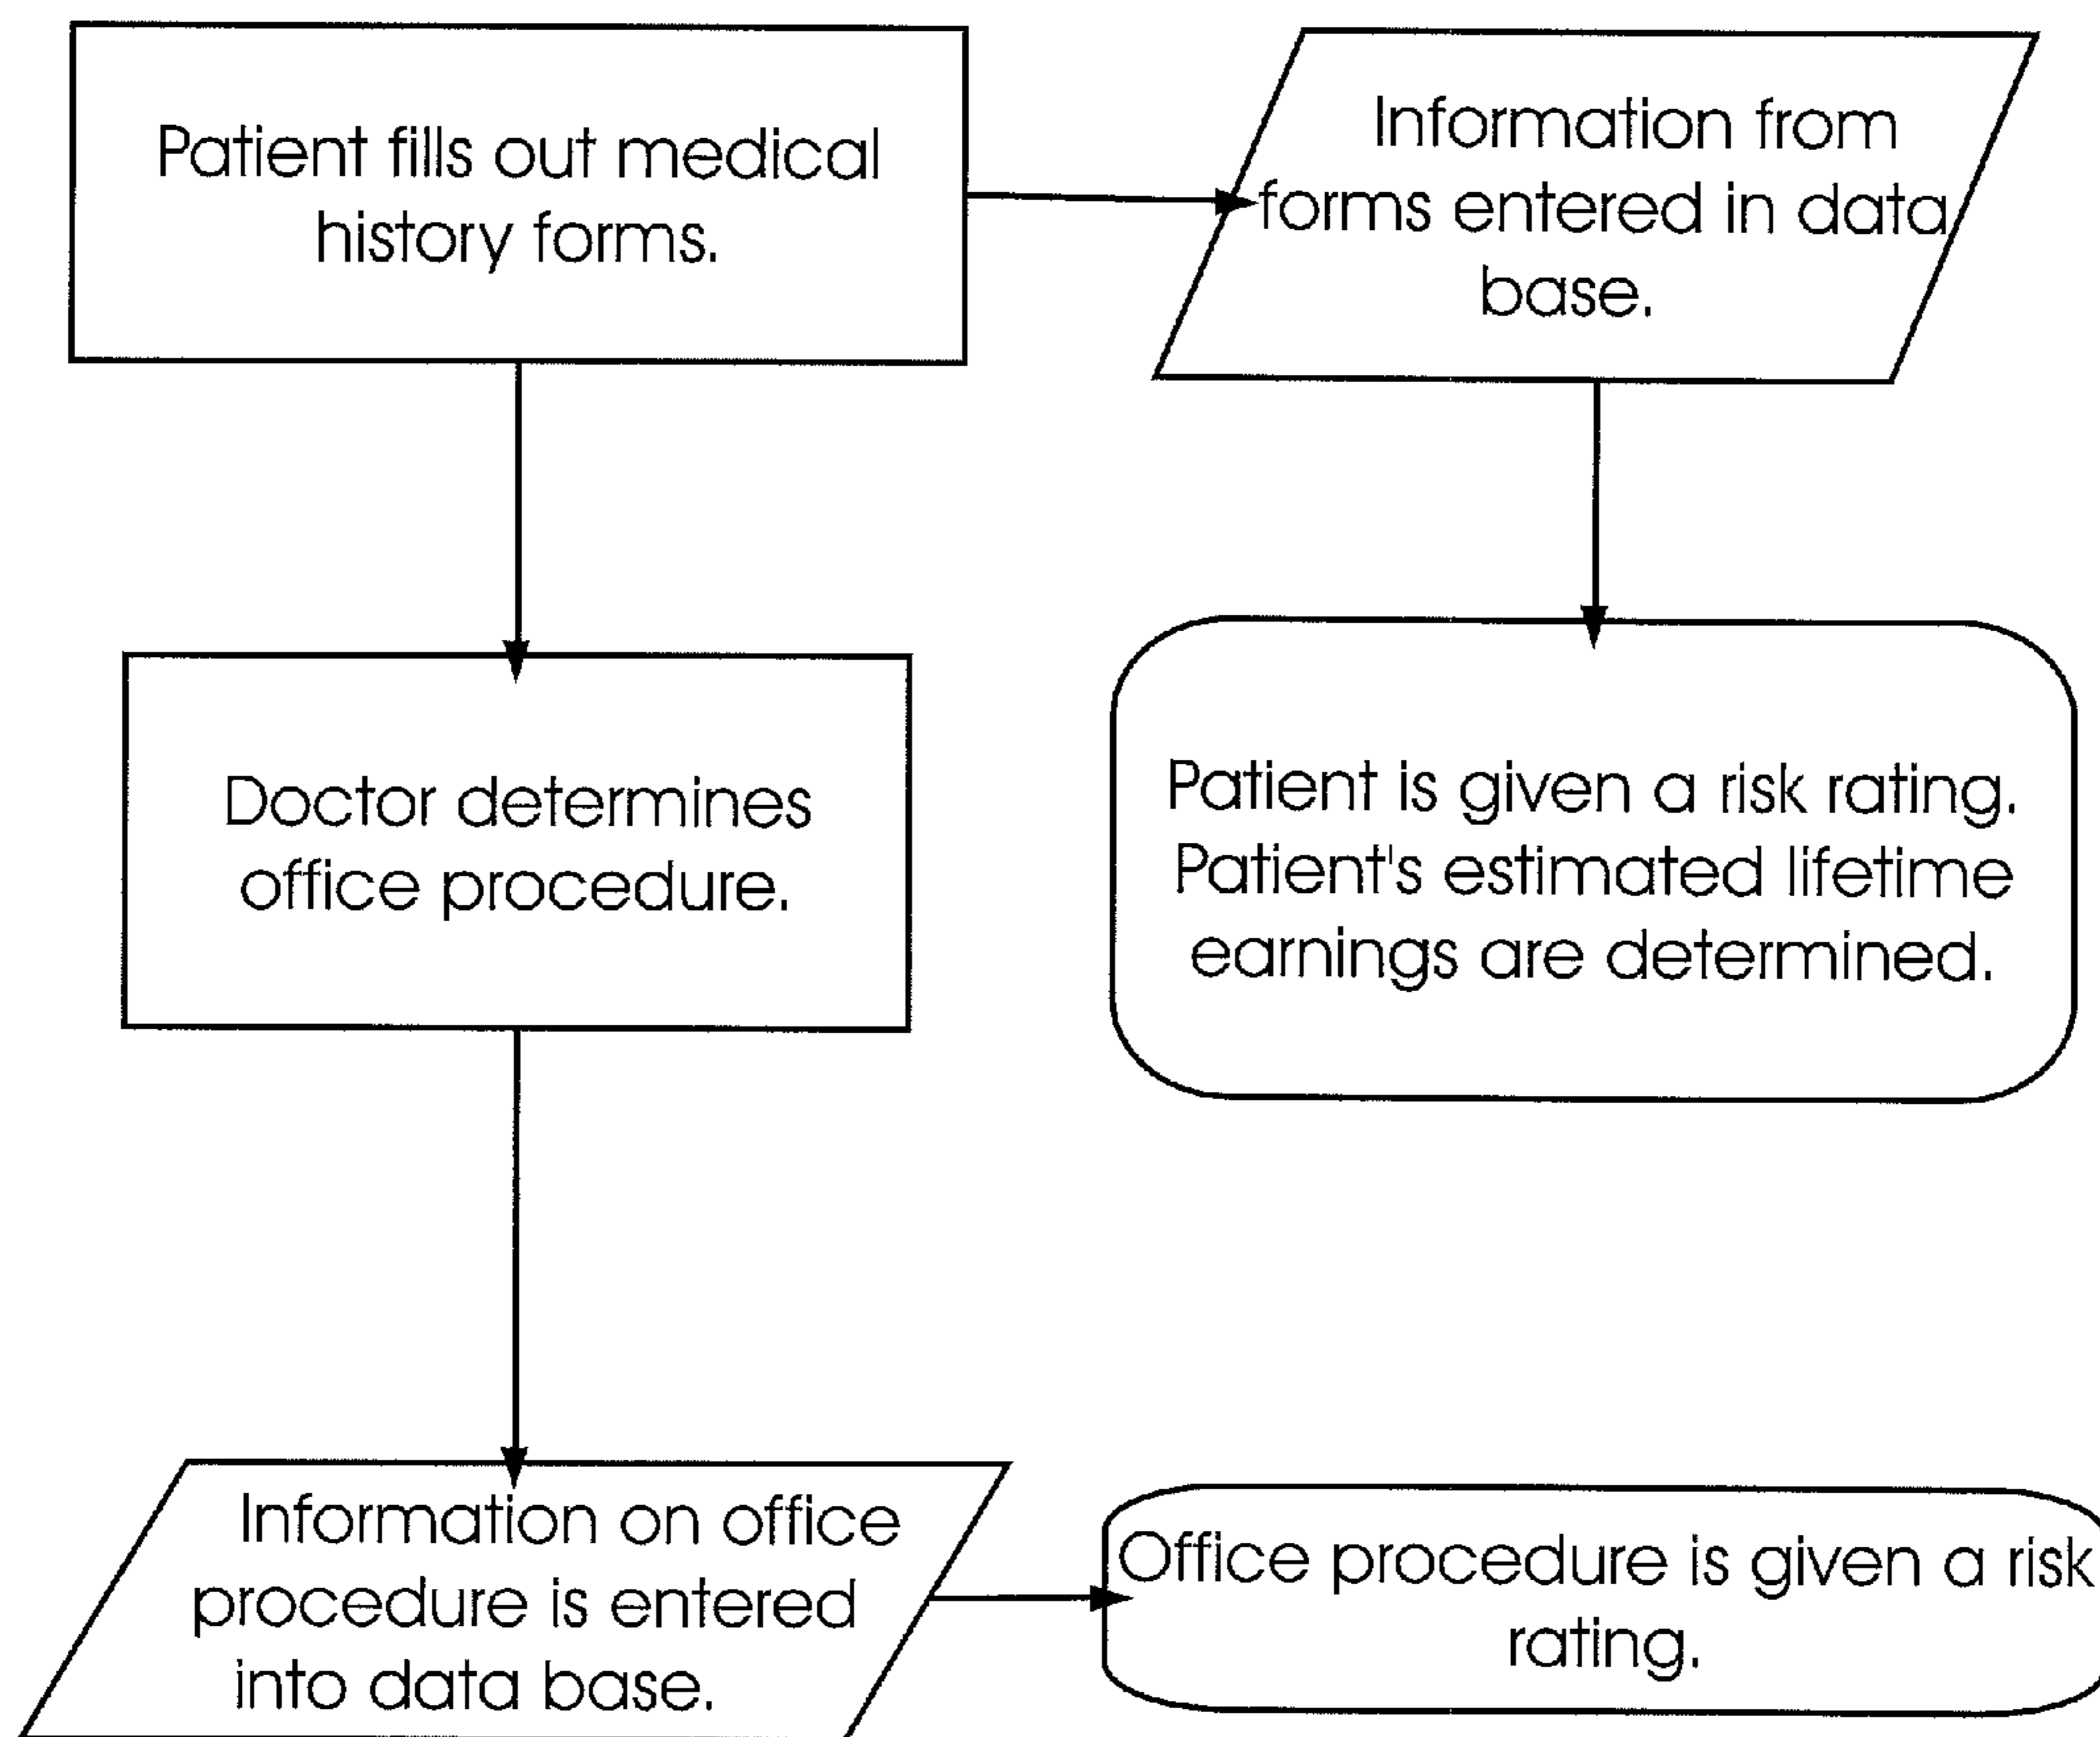 Patient fills out medical
history forms.
Information from
forms entered in data
base.
Doctor determines
office procedure.
Patient is given a risk rating.
Patient's estimated lifetime
earnings are determined.
Information on office
procedure is entered
into data base.
Office procedure is given a risk
rating.